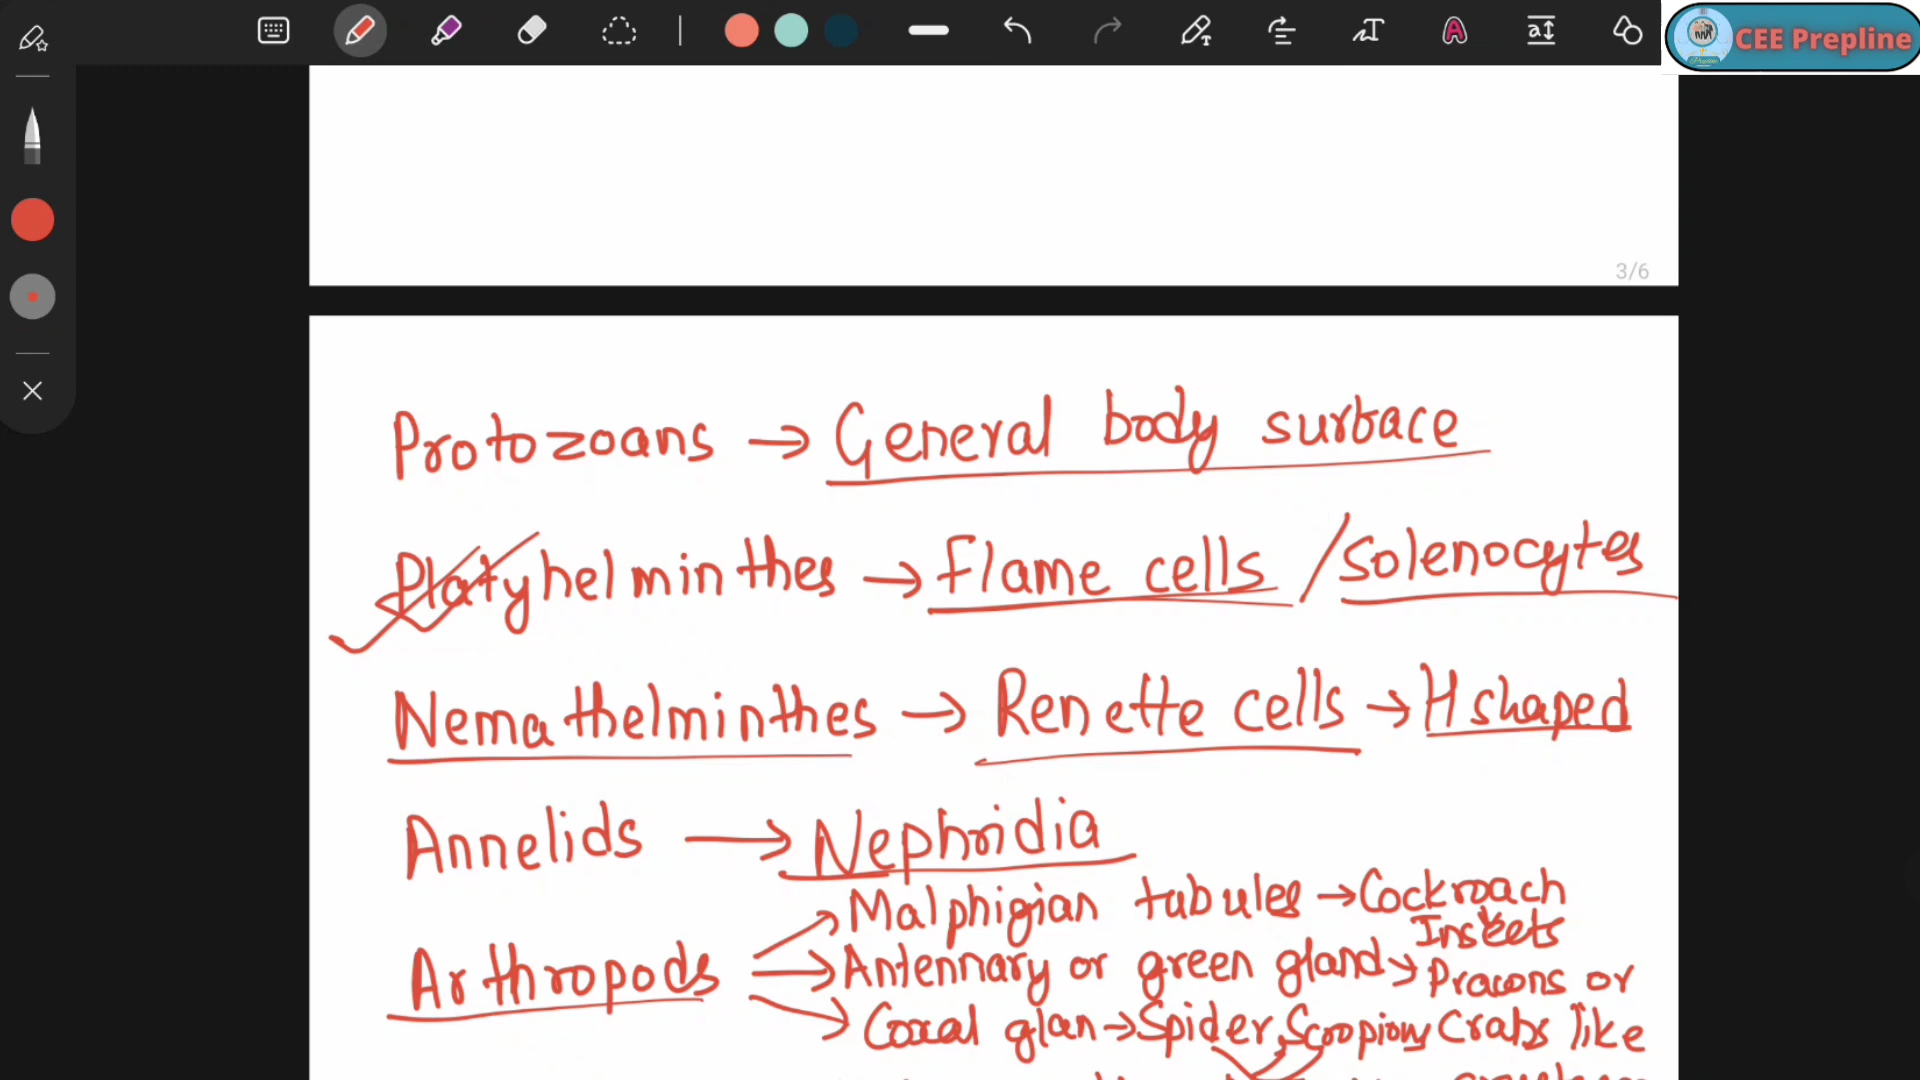 CEE Prepline
3/6
Protozoans → General body surface
Platyhelminthes → Flame cells / Solenocytes
Nemathelminthes → Renette cells → H shaped
Annelids → Nephridia
Malphigian tubules → Cockroach
Insects
Arthropods → Antennary or green gland → Prawns or
Coxal glan → Spider, Scorpion Crabs like